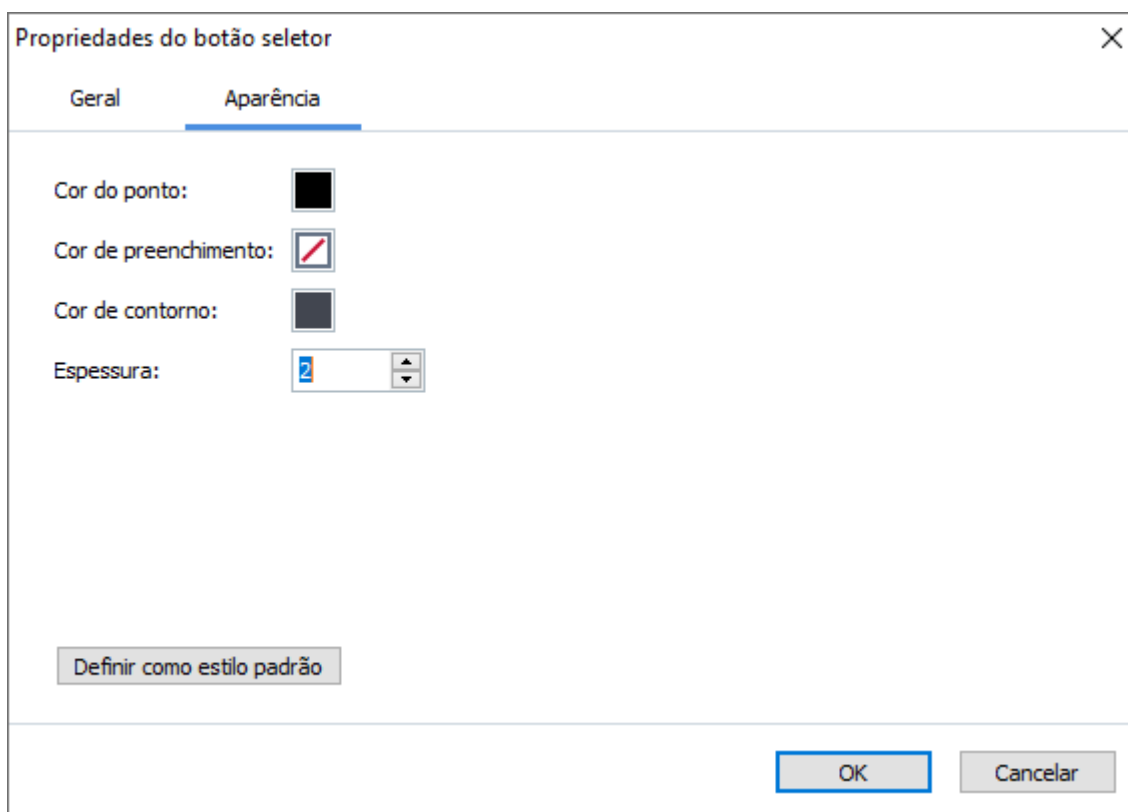 Propriedades do botão seletor
Geral Aparência
Cor do ponto:
Cor de preenchimento:
Cor de contorno:
Espessura: 2
Definir como estilo padrão
OK Cancelar